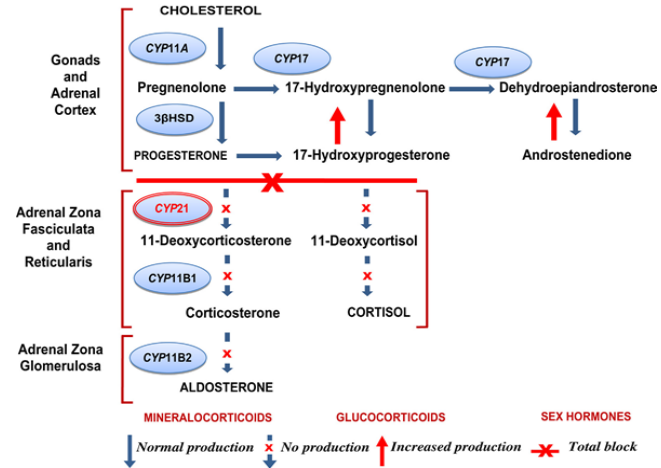 CHOLESTEROL
Gonads
and
Adrenal
Cortex
CYP11A
CYP17
CYP17
Pregnenolone
17-Hydroxypregnenolone
Dehydroepiandrosterone
3βHSD
PROGESTERONE
17-Hydroxyprogesterone
Androstenedione
X
Adrenal Zona
Fasciculata
and
Reticularis
CYP21
x
x
11-Deoxycorticosterone
11-Deoxycortisol
CYP11B1
x
x
Corticosterone
CORTISOL
Adrenal Zona
Glomerulosa
CYP11B2
x
ALDOSTERONE
MINERALOCORTICOIDS
GLUCOCORTICOIDS
SEX HORMONES
Normal production
x
No production
Increased production
X
Total block